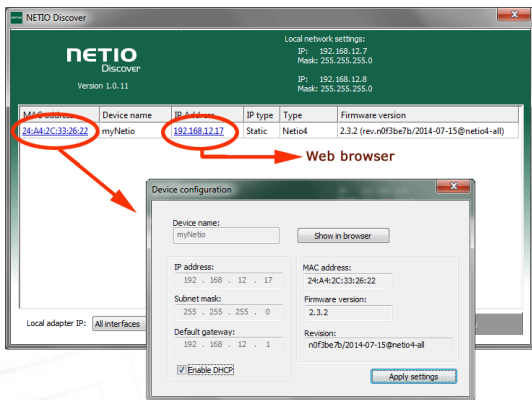 NETIO Discover
NETIO
Discover
Version 1.0.11
Local network settings:
IP: 192.168.12.7
Mask: 255.255.255.0
IP: 192.168.12.8
Mask: 255.255.255.0
MAC address Device name IP Address IP type Type Firmware version
24:A4:2C:33:26:22 myNetio 192.168.12.17 Static Netio4 2.3.2 (rev.n0f3be7b/2014-07-15@netio4-all)
Web browser
Device configuration
Device name:
myNetio
Show in browser
IP address:
192 . 168 . 12 . 17
Subnet mask:
255 . 255 . 255 . 0
Default gateway:
192 . 168 . 12 . 1
Enable DHCP
MAC address:
24:A4:2C:33:26:22
Firmware version:
2.3.2
Revision:
n0f3be7b/2014-07-15@netio4-all
Apply settings
Local adapter IP: All interfaces